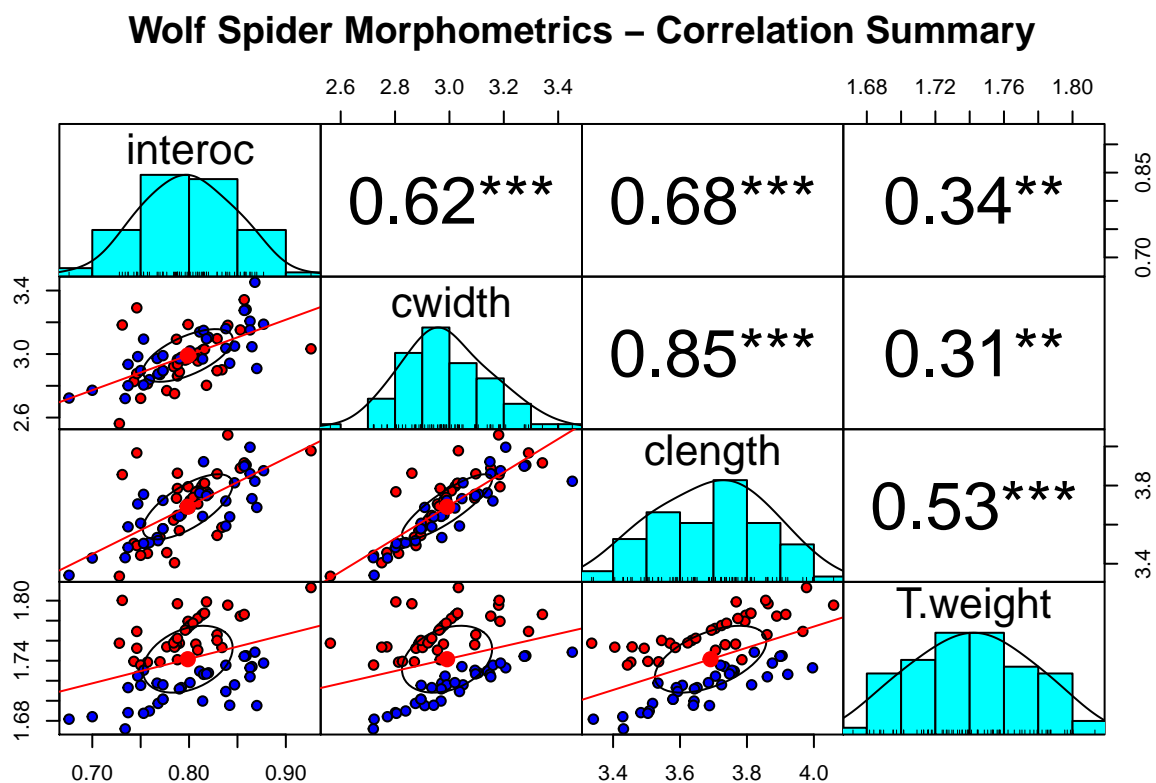 Wolf Spider Morphometrics – Correlation Summary
2.6 2.8 3.0 3.2 3.4 1.68 1.72 1.76 1.80
interoc 0.62*** 0.68*** 0.34** 0.70 0.85
2.6 3.0 3.4 cwidth 0.85*** 0.31**
clength 0.53*** 3.4 3.8
1.68 1.74 1.80 T.weight
0.70 0.80 0.90 3.4 3.6 3.8 4.0